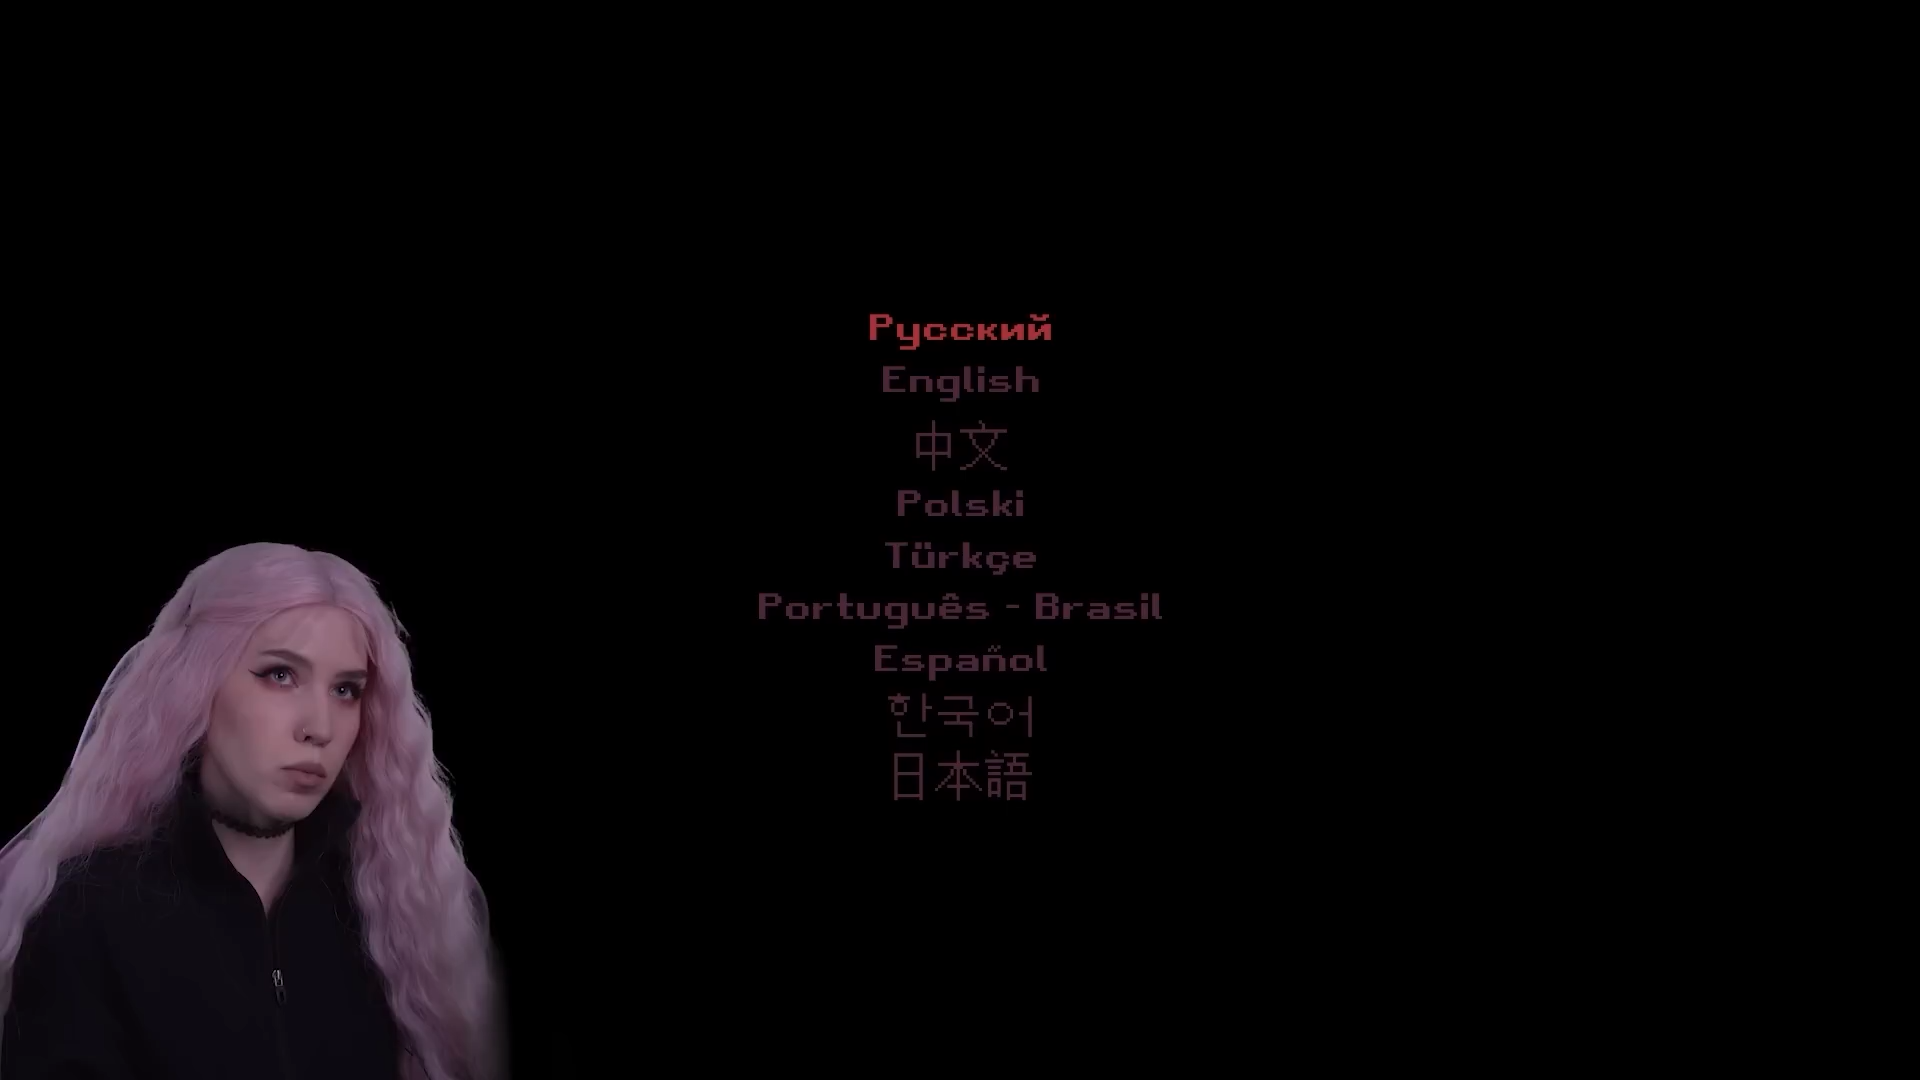 Русский
English
中文
Polski
Türkçe
Português - Brasil
Español
한국어
日本語